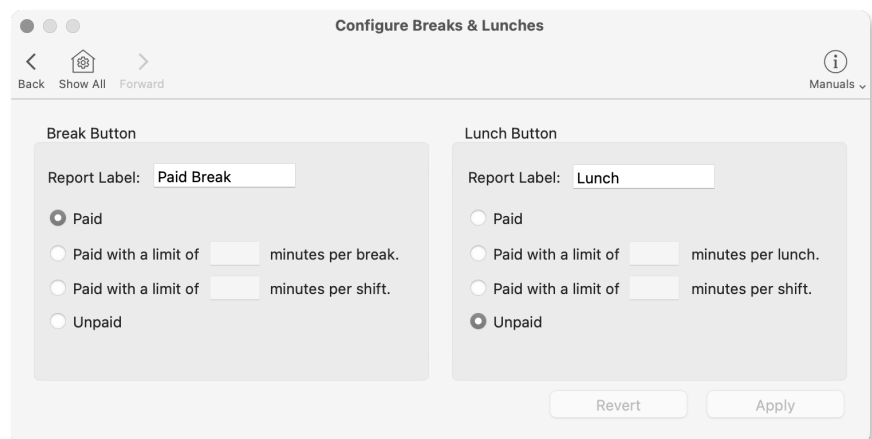 Configure Breaks & Lunches
Back Show All Forward Manuals
Break Button
Report Label: Paid Break
Paid
Paid with a limit of minutes per break.
Paid with a limit of minutes per shift.
Unpaid
Lunch Button
Report Label: Lunch
Paid
Paid with a limit of minutes per lunch.
Paid with a limit of minutes per shift.
Unpaid
Revert Apply